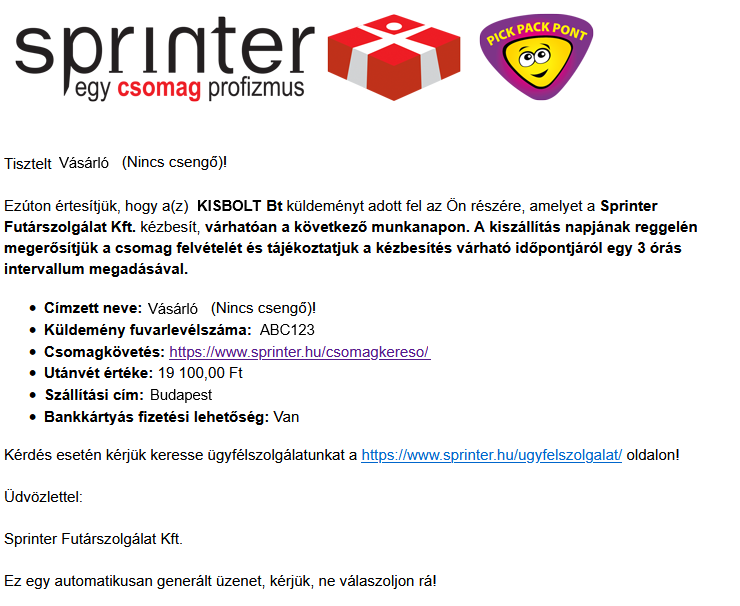 sprinter
egy csomag profizmus
PICK PACK PONT
Tisztelt Vásárló (Nincs csengő)!
Ezúton értesítjük, hogy a(z) KISBOLT Bt küldeményt adott fel az Ön részére, amelyet a Sprinter
Futárszolgálat Kft. kézbesít, várhatóan a következő munkanapon. A kiszállítás napjának reggelén
megerősítjük a csomag felvételét és tájékoztatjuk a kézbesítés várható időpontjáról egy 3 órás
intervallum megadásával.
• Címzett neve: Vásárló (Nincs csengő)!
• Küldemény fuvarlevélszáma: ABC123
• Csomagkövetés: https://www.sprinter.hu/csomagkereso/
• Utánvét értéke: 19 100,00 Ft
• Szállítási cím: Budapest
• Bankkártyás fizetési lehetőség: Van
Kérdés esetén kérjük keresse ügyfélszolgálatunkat a https://www.sprinter.hu/ugyfelszolgalat/ oldalon!
Üdvözlettel:
Sprinter Futárszolgálat Kft.
Ez egy automatikusan generált üzenet, kérjük, ne válaszoljon rá!